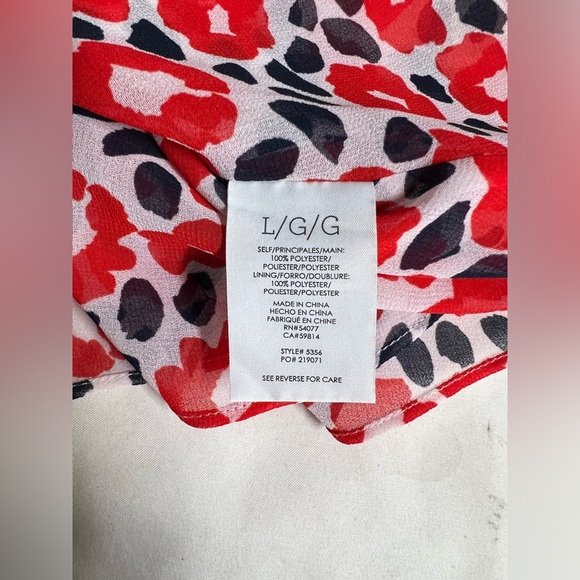 L/G/G
SELF/PRINCIPALES/MAIN:
100% POLYESTER/
POLIESTER/POLYESTER
LINING/FORRO/DOUBLURE:
100% POLYESTER/
POLIESTER/POLYESTER
MADE IN CHINA
HECHO EN CHINA
FABRIQUÉ EN CHINE
RN#54077
CA#59814
STYLE# 5356
PO# 219071
SEE REVERSE FOR CARE